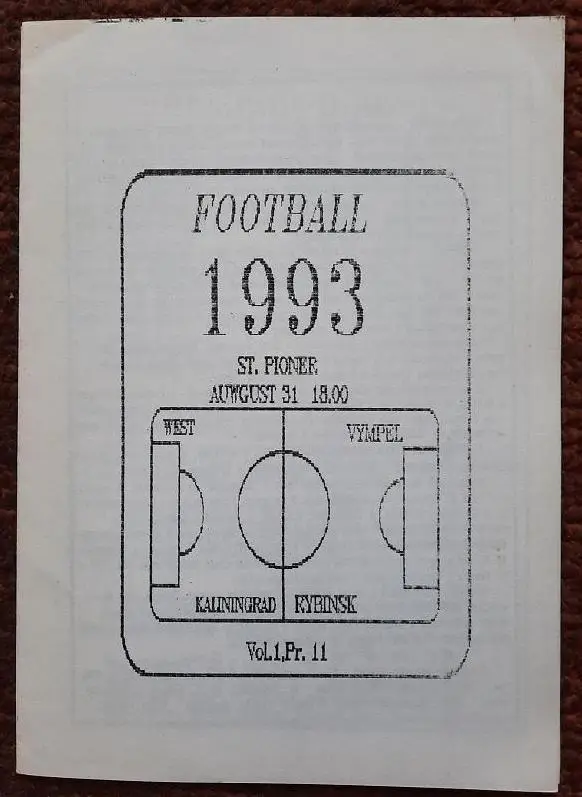 FOOTBALL
1993
ST. PIONER
AUWGUST 31 18.00
WEST VYMPEL
KALININGRAD RYBINSK
Vol.1,Pr. 11